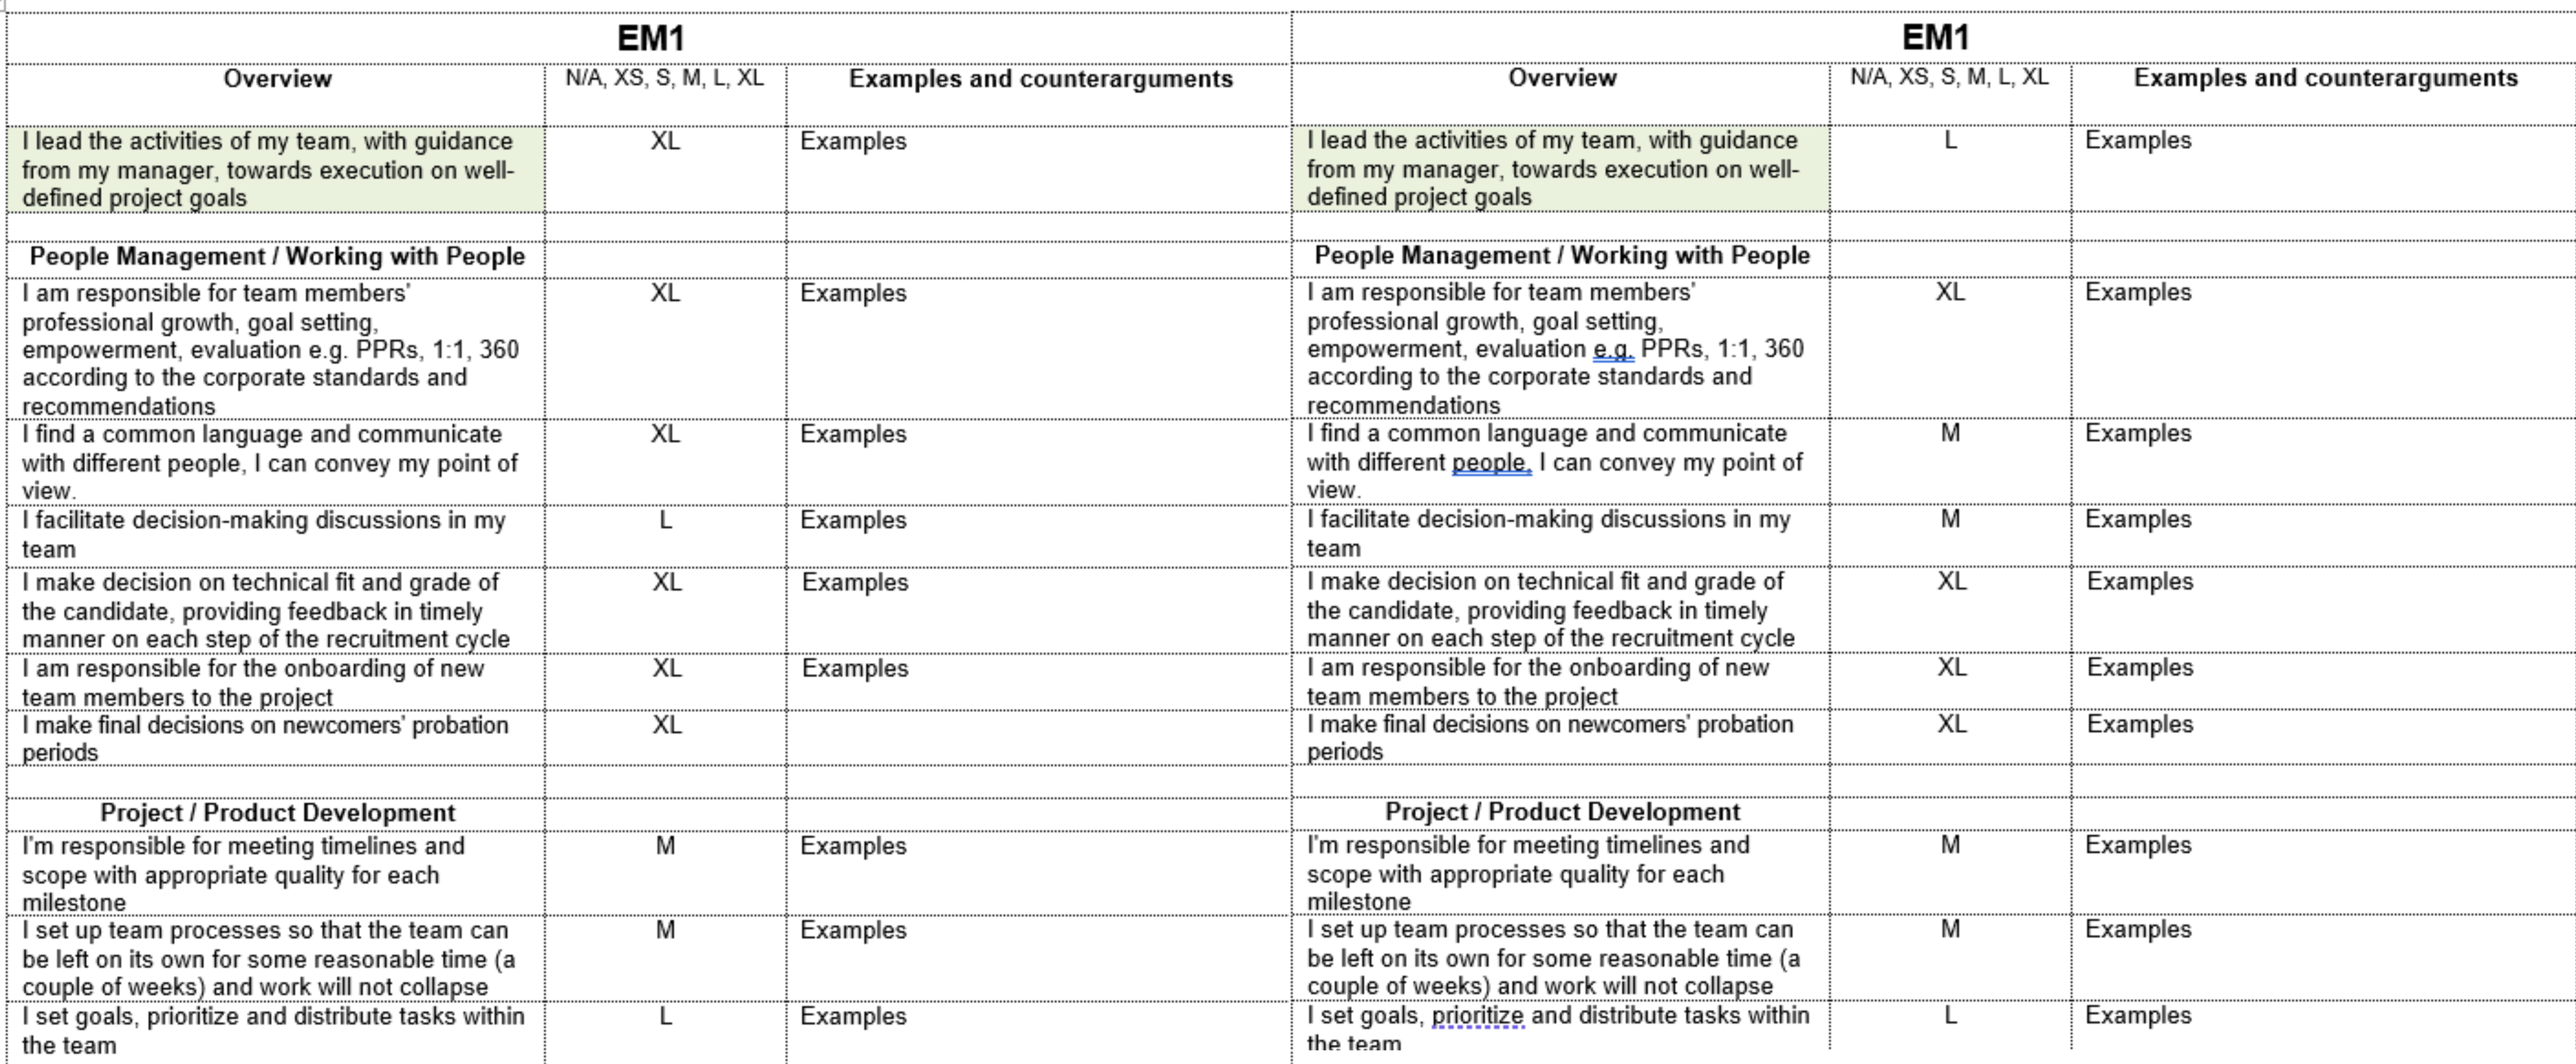 EM1
Overview
N/A, XS, S, M, L, XL
Examples and counterarguments
I lead the activities of my team, with guidance
from my manager, towards execution on well-
defined project goals
XL
Examples
People Management / Working with People
I am responsible for team members’
professional growth, goal setting,
empowerment, evaluation e.g. PPRs, 1:1, 360
according to the corporate standards and
recommendations
XL
Examples
I find a common language and communicate
with different people, I can convey my point of
view.
XL
Examples
I facilitate decision-making discussions in my
team
L
Examples
I make decision on technical fit and grade of
the candidate, providing feedback in timely
manner on each step of the recruitment cycle
XL
Examples
I am responsible for the onboarding of new
team members to the project
XL
Examples
I make final decisions on newcomers’ probation
periods
XL
Project / Product Development
I’m responsible for meeting timelines and
scope with appropriate quality for each
milestone
M
Examples
I set up team processes so that the team can
be left on its own for some reasonable time (a
couple of weeks) and work will not collapse
M
Examples
I set goals, prioritize and distribute tasks within
the team
L
Examples
EM1
Overview
N/A, XS, S, M, L, XL
Examples and counterarguments
I lead the activities of my team, with guidance
from my manager, towards execution on well-
defined project goals
L
Examples
People Management / Working with People
I am responsible for team members’
professional growth, goal setting,
empowerment, evaluation e.g. PPRs, 1:1, 360
according to the corporate standards and
recommendations
XL
Examples
I find a common language and communicate
with different people, I can convey my point of
view.
M
Examples
I facilitate decision-making discussions in my
team
M
Examples
I make decision on technical fit and grade of
the candidate, providing feedback in timely
manner on each step of the recruitment cycle
XL
Examples
I am responsible for the onboarding of new
team members to the project
XL
Examples
I make final decisions on newcomers’ probation
periods
XL
Examples
Project / Product Development
I’m responsible for meeting timelines and
scope with appropriate quality for each
milestone
M
Examples
I set up team processes so that the team can
be left on its own for some reasonable time (a
couple of weeks) and work will not collapse
M
Examples
I set goals, prioritize and distribute tasks within
the team
L
Examples